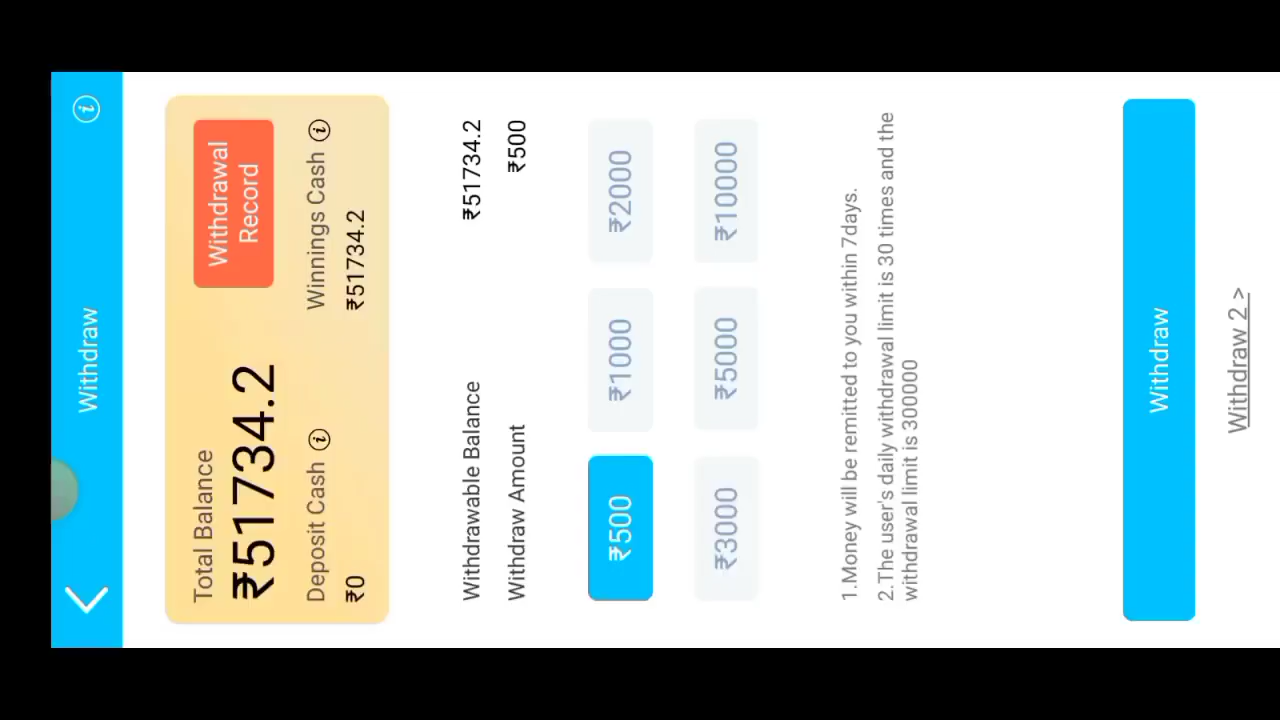 Withdraw
Total Balance
₹51734.2
Withdrawal
Record
Deposit Cash
Winnings Cash
₹0
₹51734.2
Withdrawable Balance ₹51734.2
Withdraw Amount ₹500
₹500 ₹1000 ₹2000
₹3000 ₹5000 ₹10000
1.Money will be remitted to you within 7days.
2.The user's daily withdrawal limit is 30 times and the
withdrawal limit is 300000
Withdraw
Withdraw 2 >